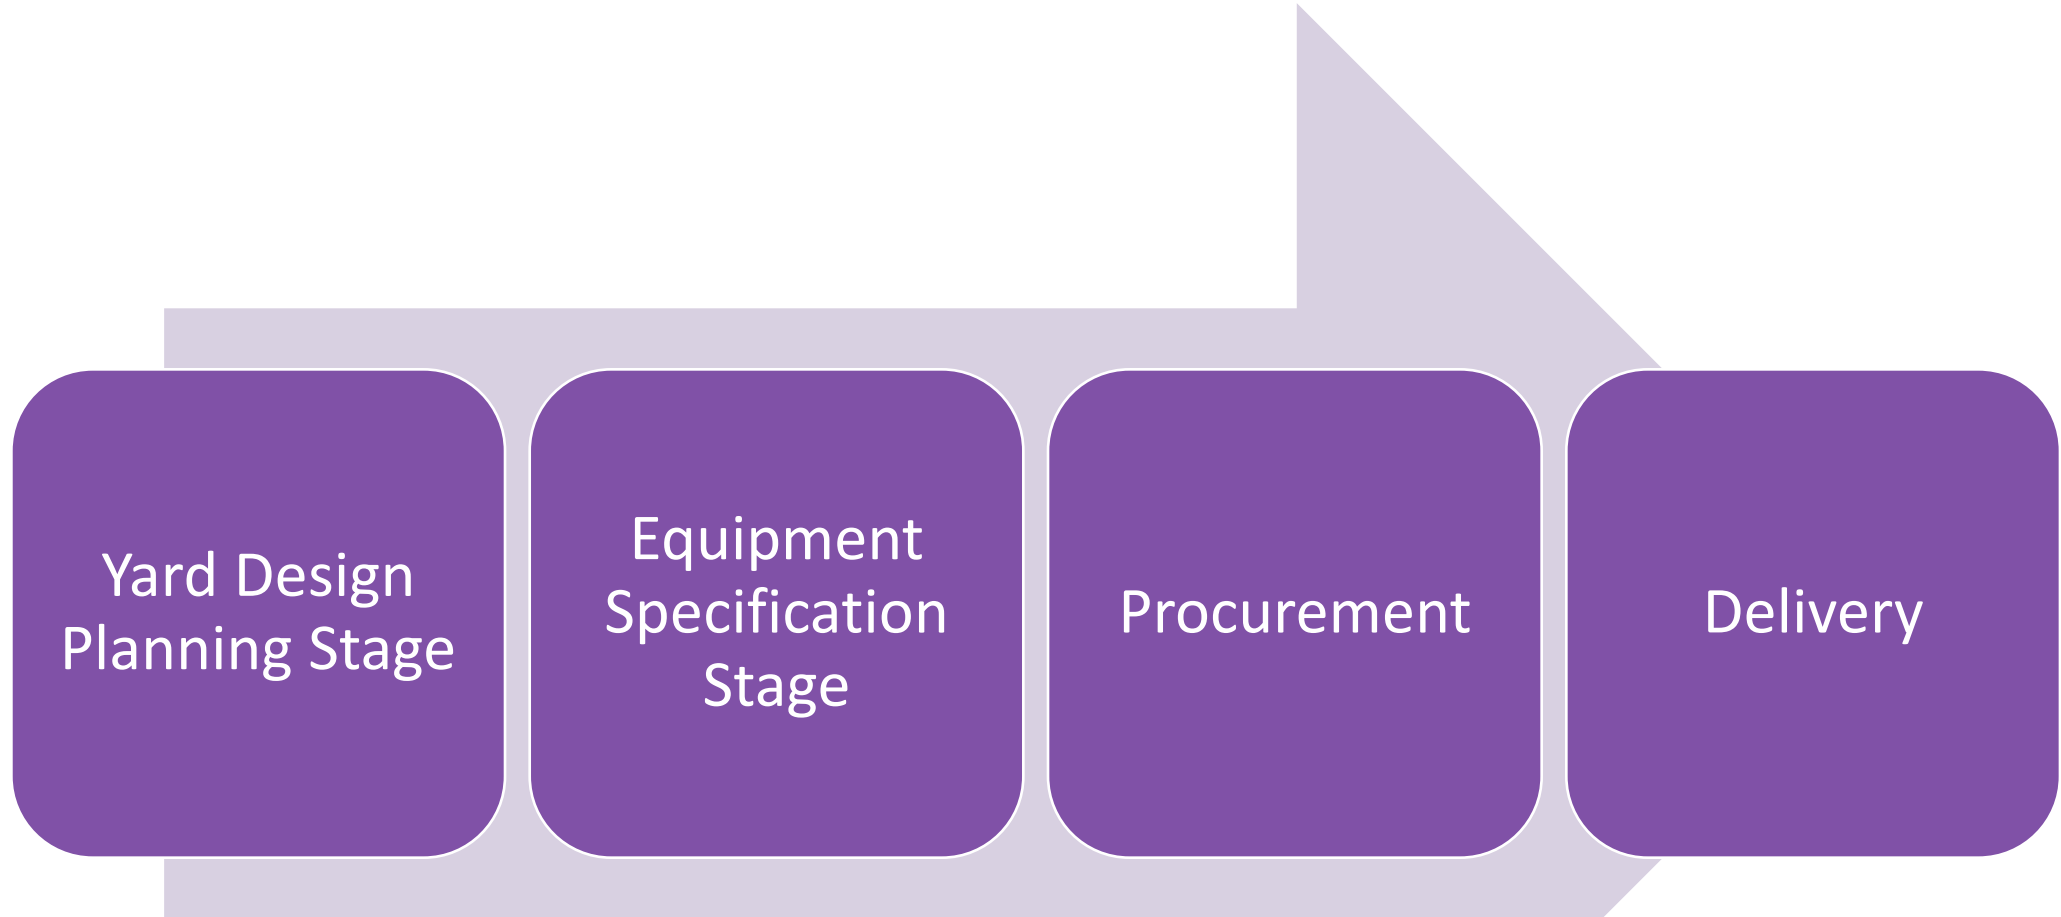 Yard Design
Planning Stage
Equipment
Specification
Stage
Procurement
Delivery